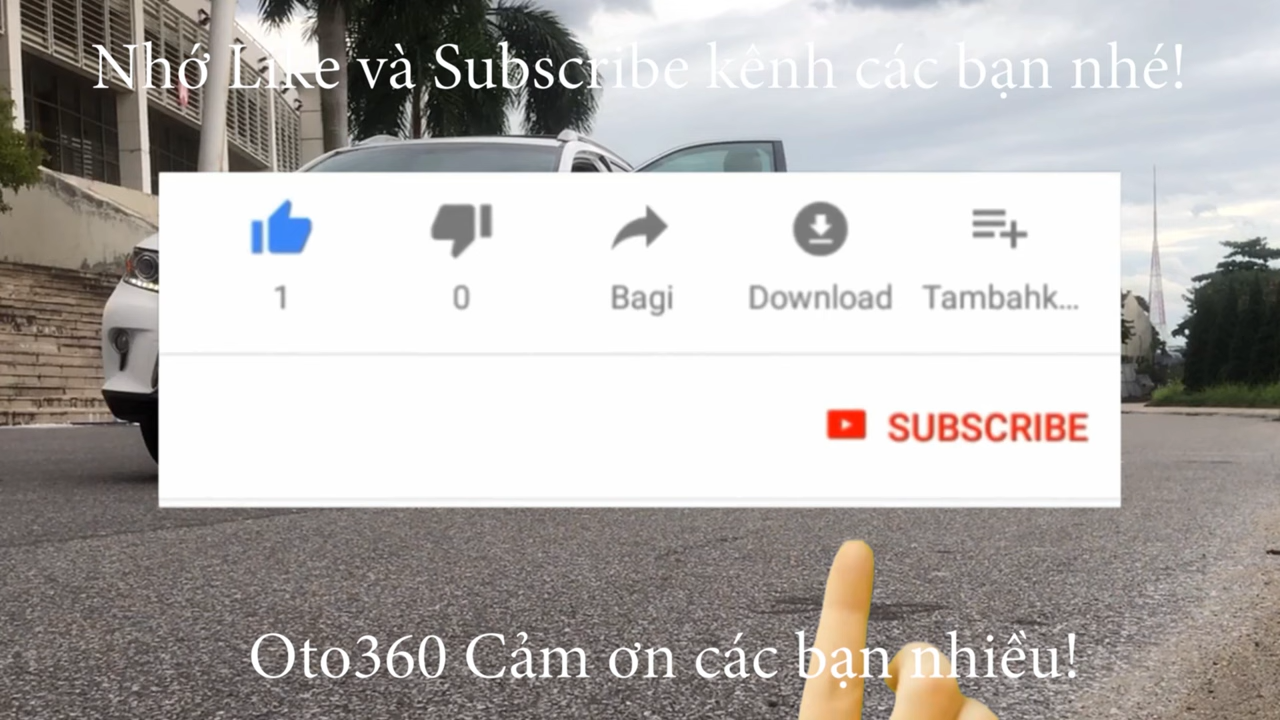 Nhớ Like và Subscribe kênh các bạn nhé!
1 0 Bagi Download Tambahk...
SUBSCRIBE
Oto360 Cảm ơn các bạn nhiều!